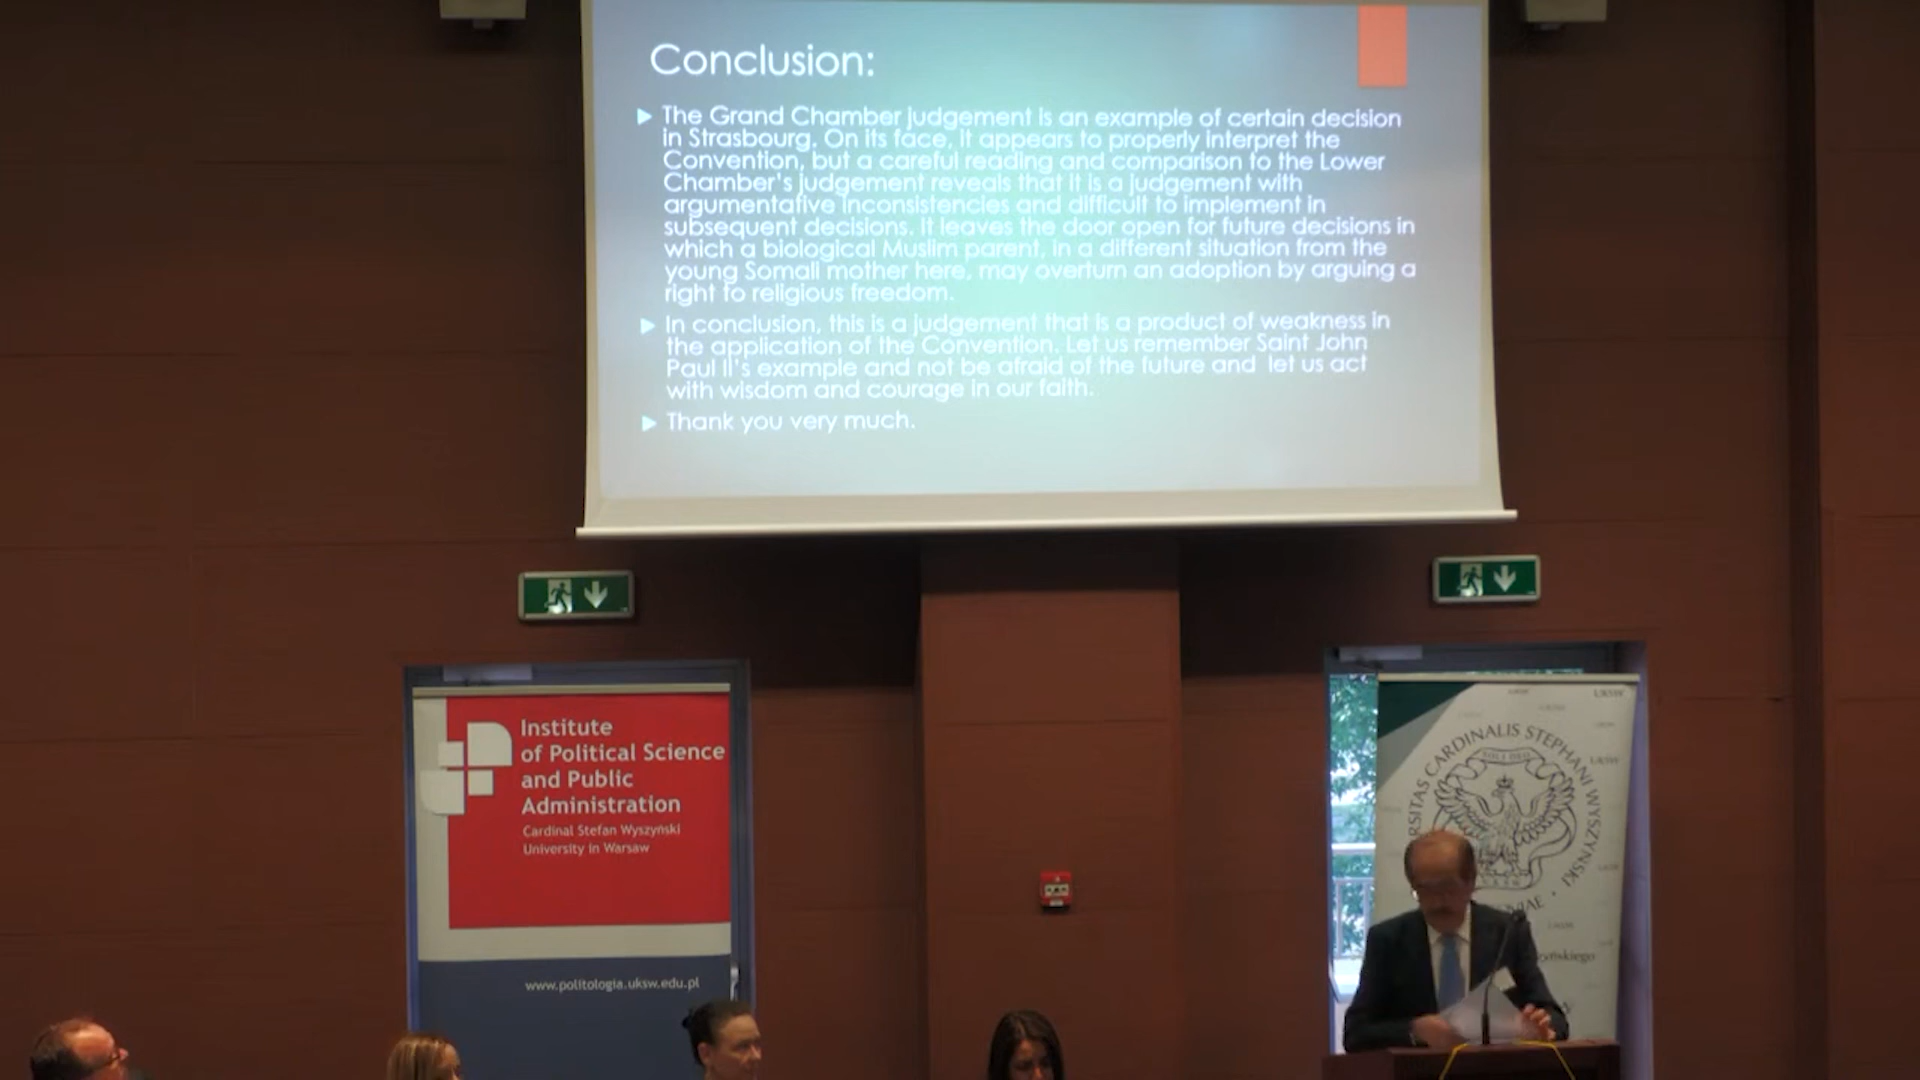 Conclusion:
The Grand Chamber judgement is an example of certain decision
in Strasbourg. On its face, it appears to properly interpret the
Convention, but a careful reading and comparison to the Lower
Chamber's judgement reveals that it is a judgement with
argumentative inconsistencies and difficult to implement in
subsequent decisions. It leaves the door open for future decisions in
which a biological Muslim parent, in a different situation from the
young Somali mother here, may overturn an adoption by arguing a
right to religious freedom.
In conclusion, this is a judgement that is a product of weakness in
the application of the Convention. Let us remember Saint John
Paul II's example and not be afraid of the future and let us act
with wisdom and courage in our faith.
Thank you very much.
Institute
of Political Science
and Public
Administration
Cardinal Stefan Wyszyński
University in Warsaw
www.politologia.uksw.edu.pl
UKSW
CARDINALIS STEPHANI WYSZYNSKI